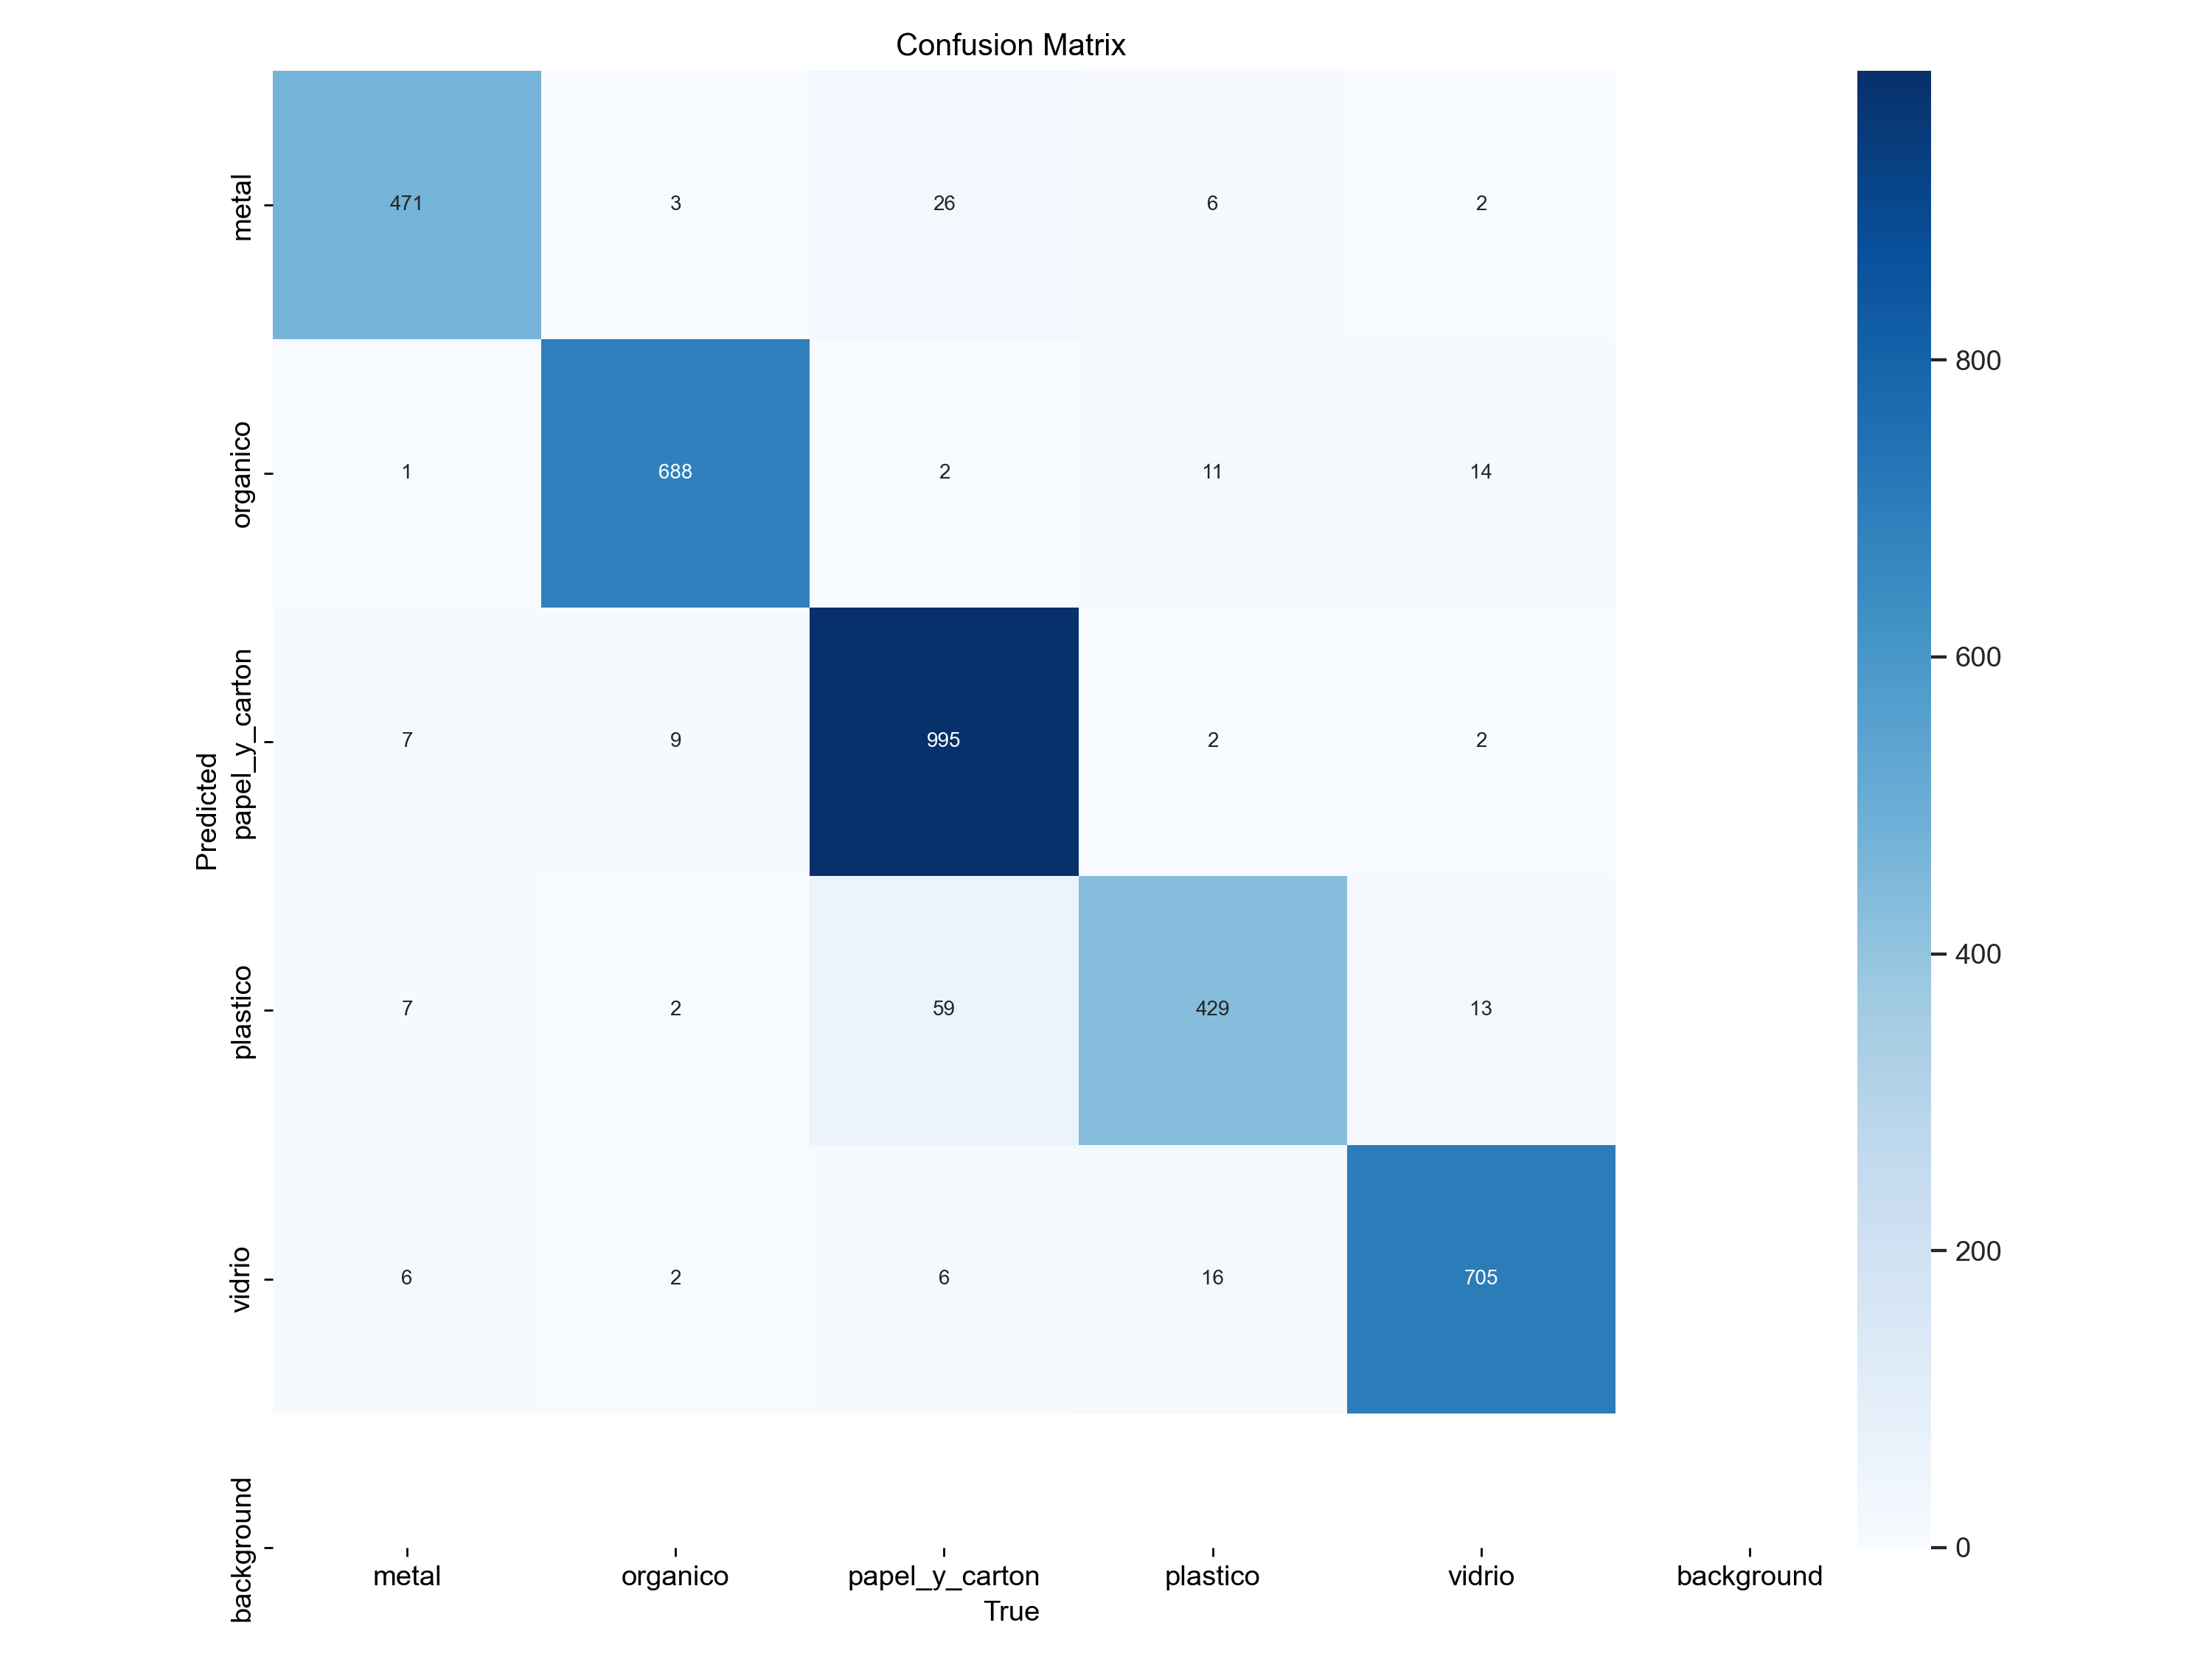 Confusion Matrix
Predicted
metal
471 3 26 6 2
organico
1 688 2 11 14
papel_y_carton
7 9 995 2 2
plastico
7 2 59 429 13
vidrio
6 2 6 16 705
background
metal organico papel_y_carton plastico vidrio background
True
800
600
400
200
0